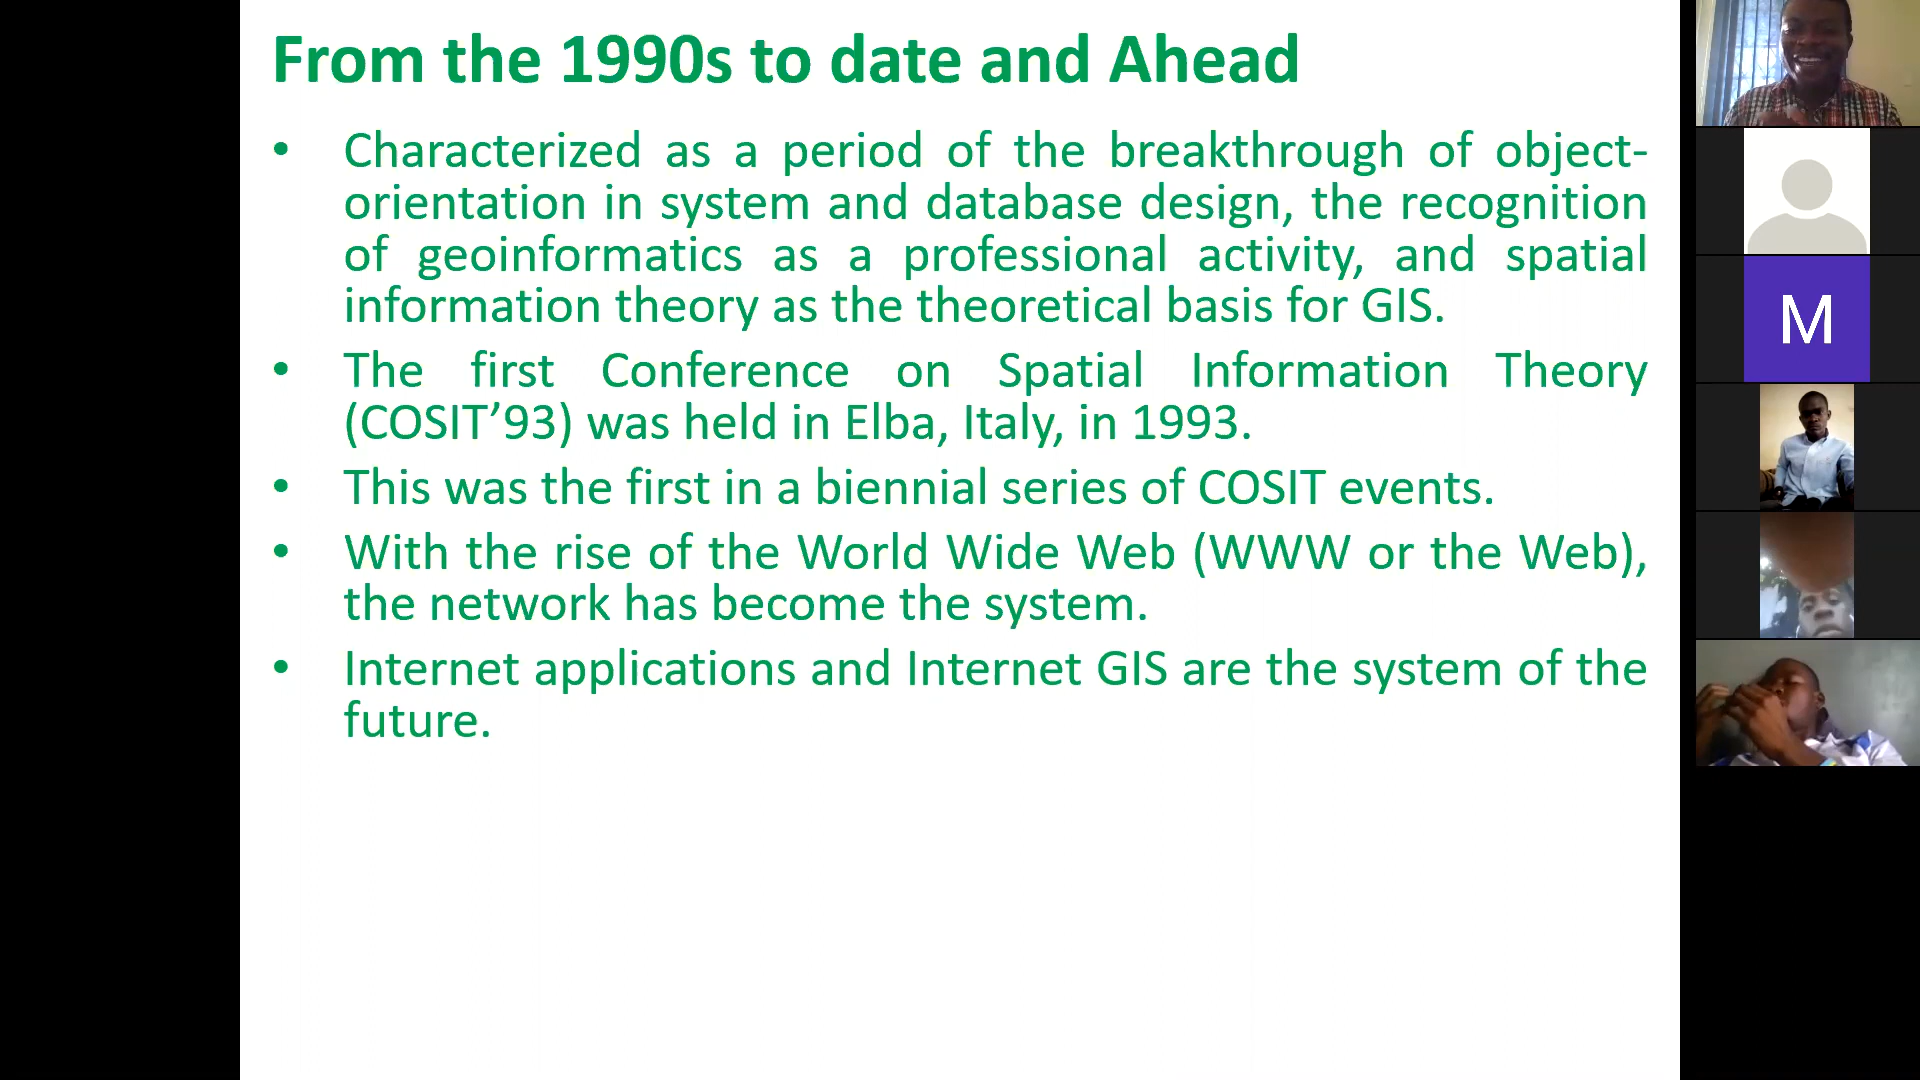 From the 1990s to date and Ahead
• Characterized as a period of the breakthrough of object-
orientation in system and database design, the recognition
of geoinformatics as a professional activity, and spatial
information theory as the theoretical basis for GIS.
• The first Conference on Spatial Information Theory
(COSIT’93) was held in Elba, Italy, in 1993.
• This was the first in a biennial series of COSIT events.
• With the rise of the World Wide Web (WWW or the Web),
the network has become the system.
• Internet applications and Internet GIS are the system of the
future.
M